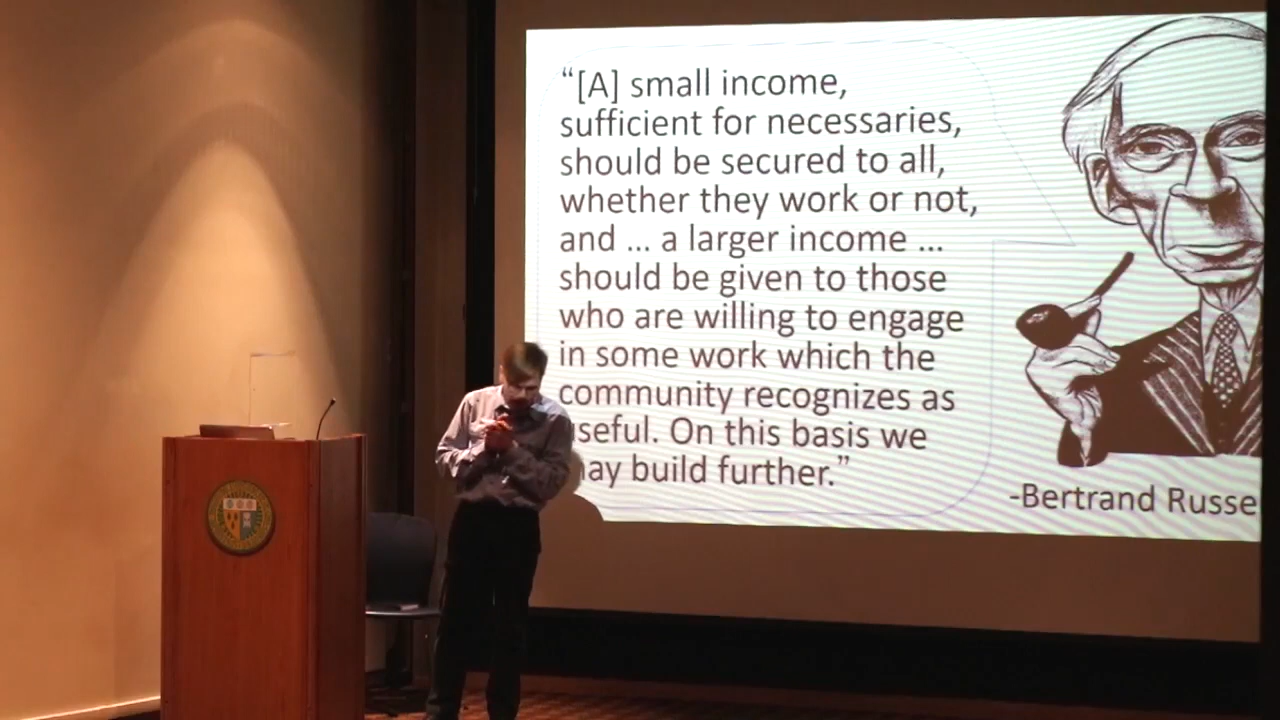 “[A] small income,
sufficient for necessaries,
should be secured to all,
whether they work or not,
and ... a larger income ...
should be given to those
who are willing to engage
in some work which the
community recognizes as
seful. On this basis we
ay build further.”
-Bertrand Russe